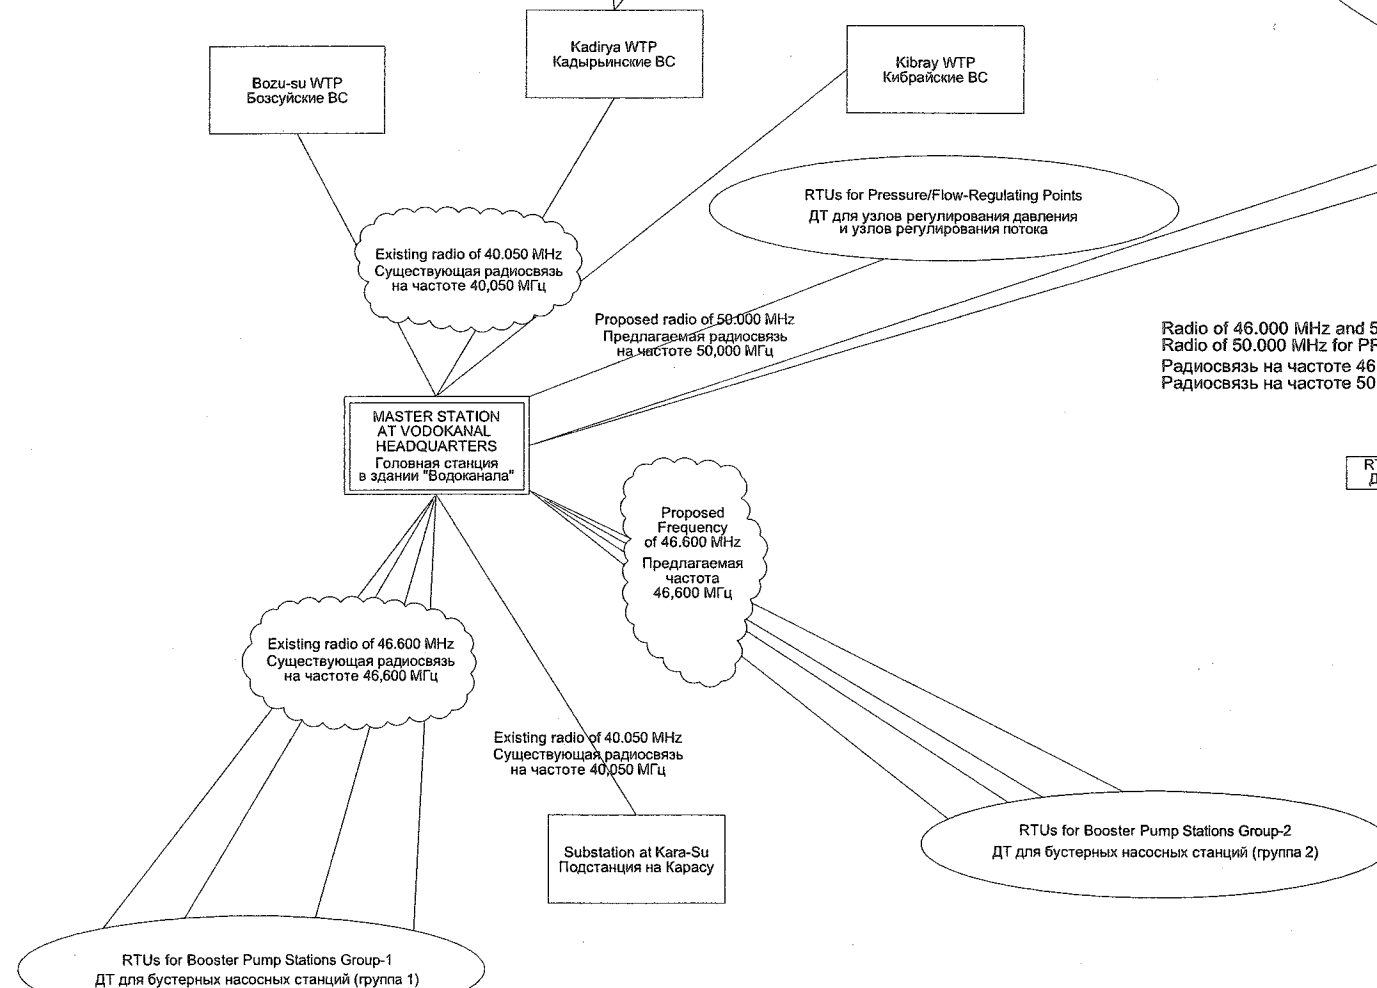 Kadirya WTP
Кадырьинские ВС
Bozu-su WTP
Бозсуйские ВС
Kibray WTP
Кибрайские ВС
RTUs for Pressure/Flow-Regulating Points
ДТ для узлов регулирования давления
и узлов регулирования потока
Existing radio of 40.050 MHz
Существующая радиосвязь
на частоте 40,050 МГц
Proposed radio of 50.000 MHz
Предлагаемая радиосвязь
на частоте 50,000 МГц
Radio of 46.000 MHz and 5
Radio of 50.000 MHz for
Радиосвязь на частоте 46
Радиосвязь на частоте 50
MASTER STATION
AT VODOKANAL
HEADQUARTERS
Головная станция
в здании "Водоканала"
Proposed
Frequency
of 46.600 MHz
Предлагаемая
частота
46,600 МГц
Existing radio of 46.600 MHz
Существующая радиосвязь
на частоте 46,600 МГц
Existing radio of 40.050 MHz
Существующая радиосвязь
на частоте 40,050 МГц
Substation at Kara-Su
Подстанция на Карасу
RTUs for Booster Pump Stations Group-2
ДТ для бустерных насосных станций (группа 2)
RTUs for Booster Pump Stations Group-1
ДТ для бустерных насосных станций (группа 1)